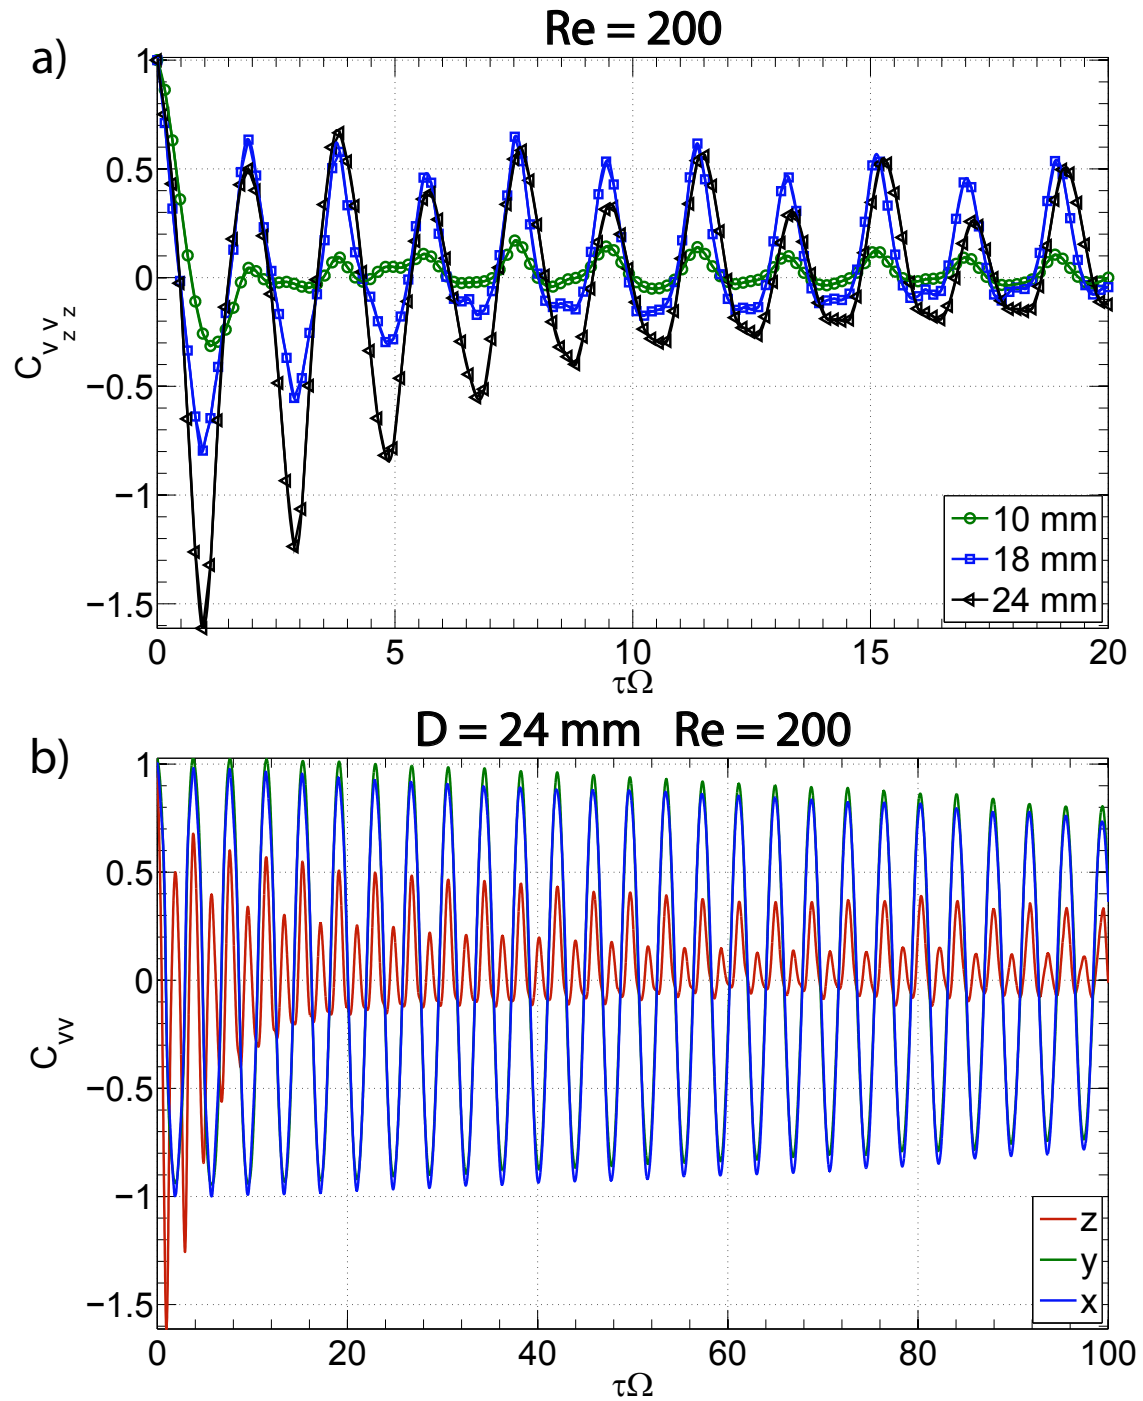 Re = 200
a)
1
0.5
0
−0.5
−1
−1.5
C v z v z
10 mm
18 mm
24 mm
0 5 10 15 20
τΩ
D = 24 mm Re = 200
b)
1
0.5
0
−0.5
−1
−1.5
C vv
z
y
x
0 20 40 60 80 100
τΩ